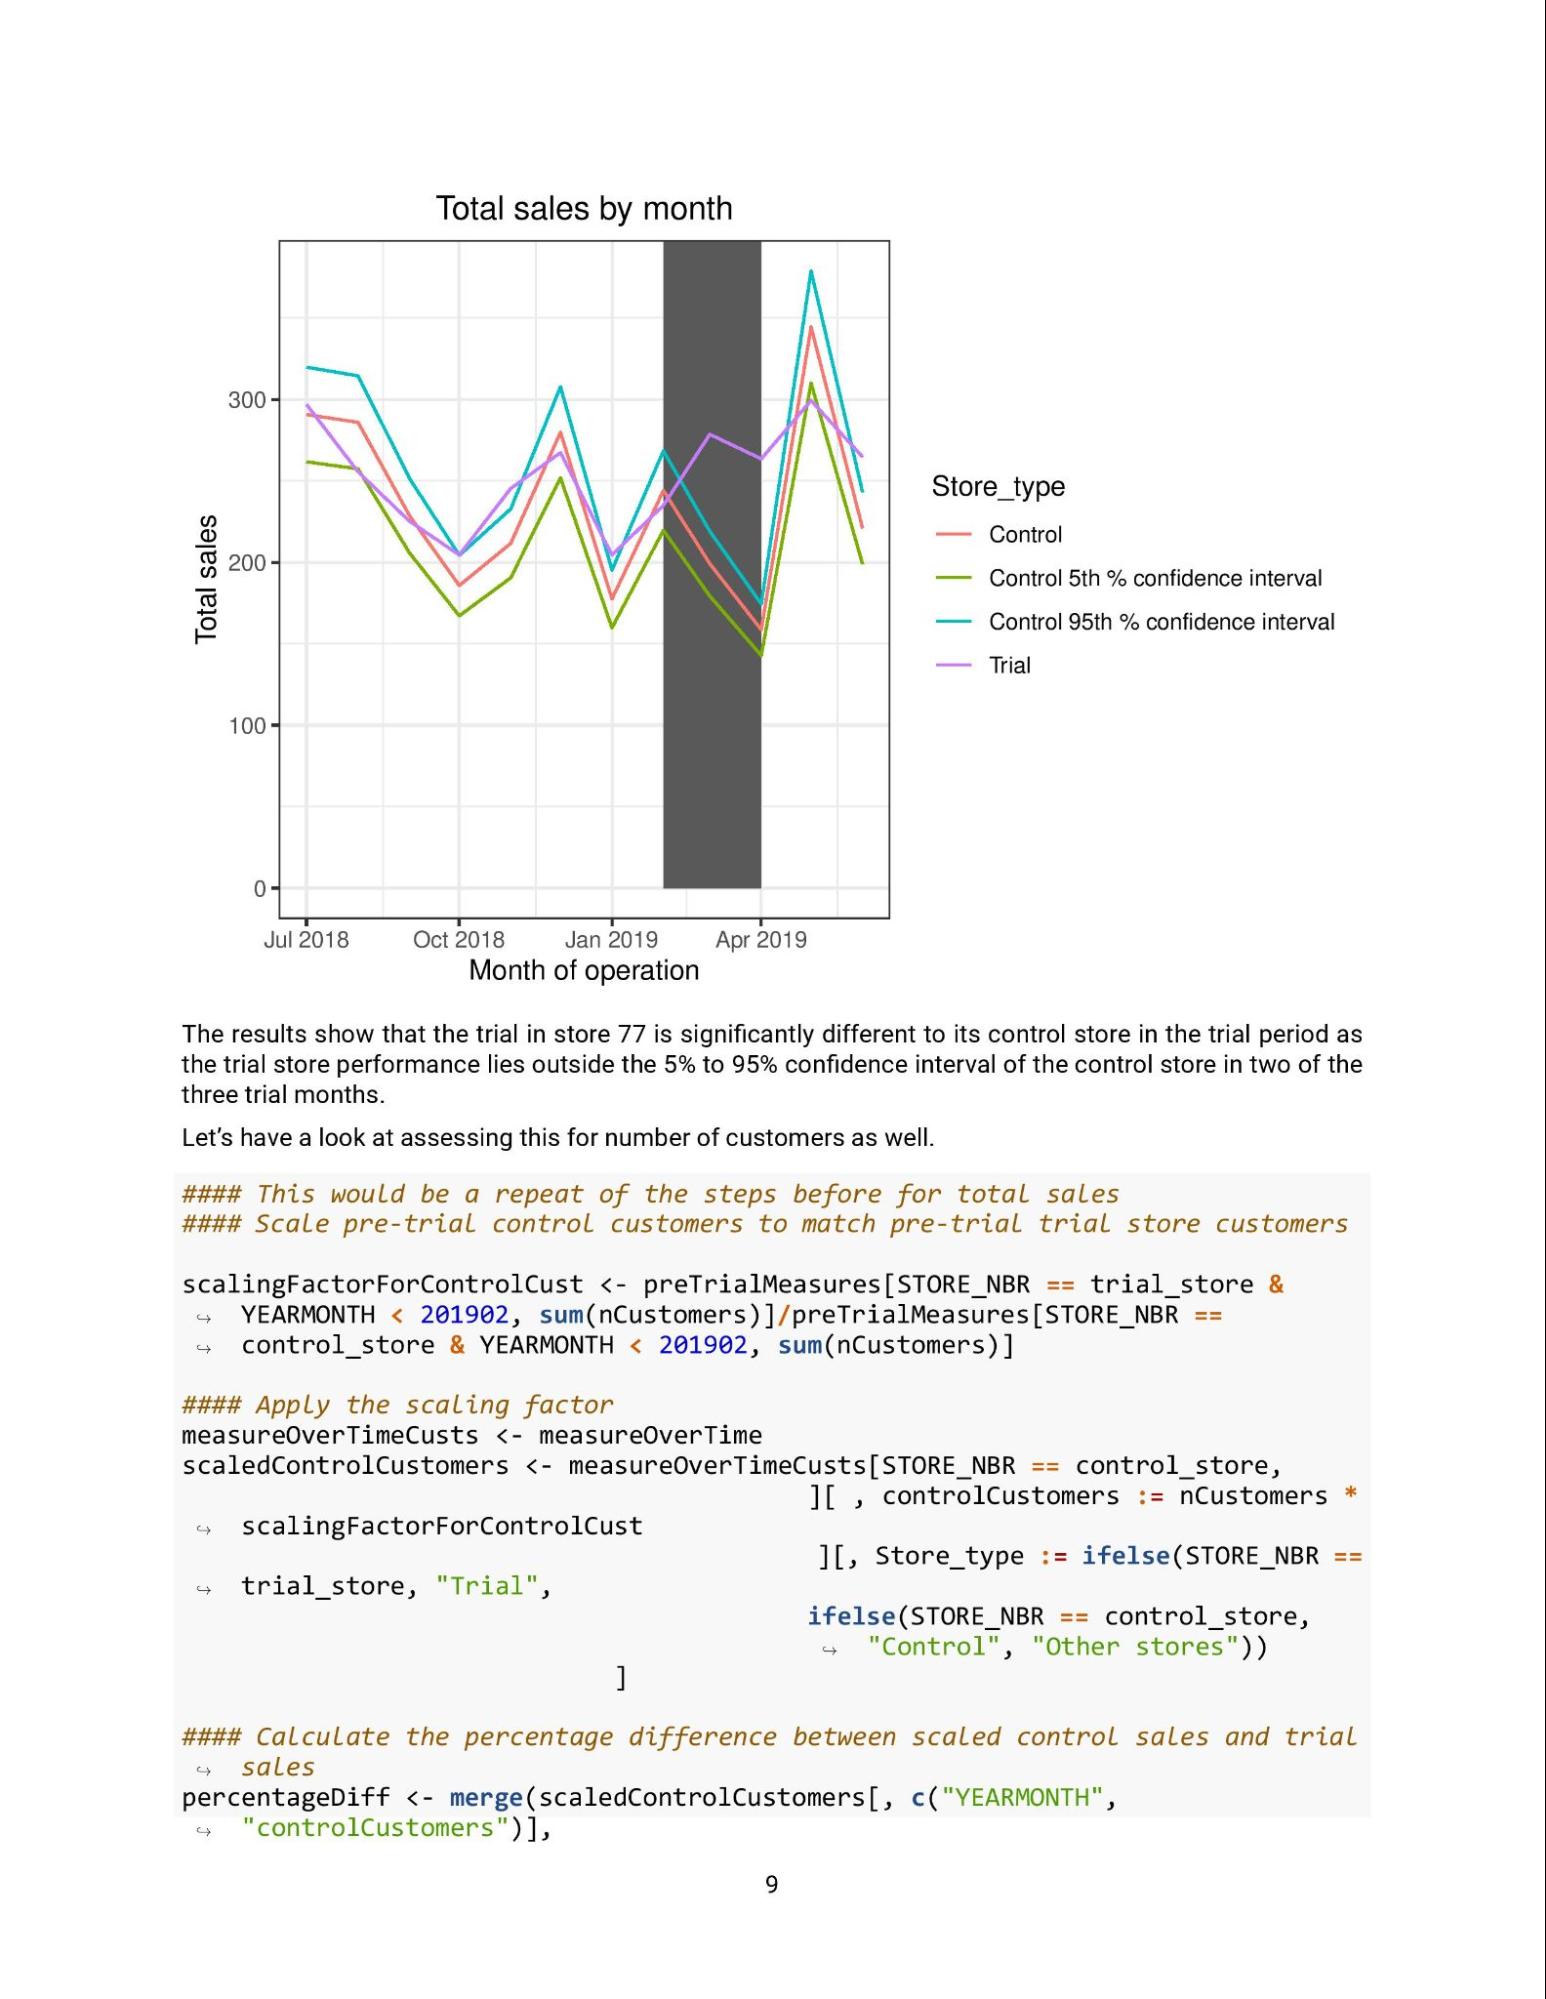 Total sales by month
300
200
100
0
Total sales
Jul 2018
Oct 2018
Jan 2019
Apr 2019
Month of operation
Store_type
Control
Control 5th % confidence interval
Control 95th % confidence interval
Trial
The results show that the trial in store 77 is significantly different to its control store in the trial period as
the trial store performance lies outside the 5% to 95% confidence interval of the control store in two of the
three trial months.
Let’s have a look at assessing this for number of customers as well.
#### This would be a repeat of the steps before for total sales
#### Scale pre-trial control customers to match pre-trial trial store customers
scalingFactorForControlCust <- preTrialMeasures[STORE_NBR == trial_store &
↪ YEARMONTH < 201902, sum(nCustomers)]/preTrialMeasures[STORE_NBR ==
↪ control_store & YEARMONTH < 201902, sum(nCustomers)]
#### Apply the scaling factor
measureOverTimeCusts <- measureOverTime
scaledControlCustomers <- measureOverTimeCusts[STORE_NBR == control_store,
][ , controlCustomers := nCustomers *
↪ scalingFactorForControlCust
][, Store_type := ifelse(STORE_NBR ==
↪ trial_store, "Trial",
ifelse(STORE_NBR == control_store,
↪ "Control", "Other stores"))
]
#### Calculate the percentage difference between scaled control sales and trial
↪ sales
percentageDiff <- merge(scaledControlCustomers[, c("YEARMONTH",
↪ "controlCustomers")],
9